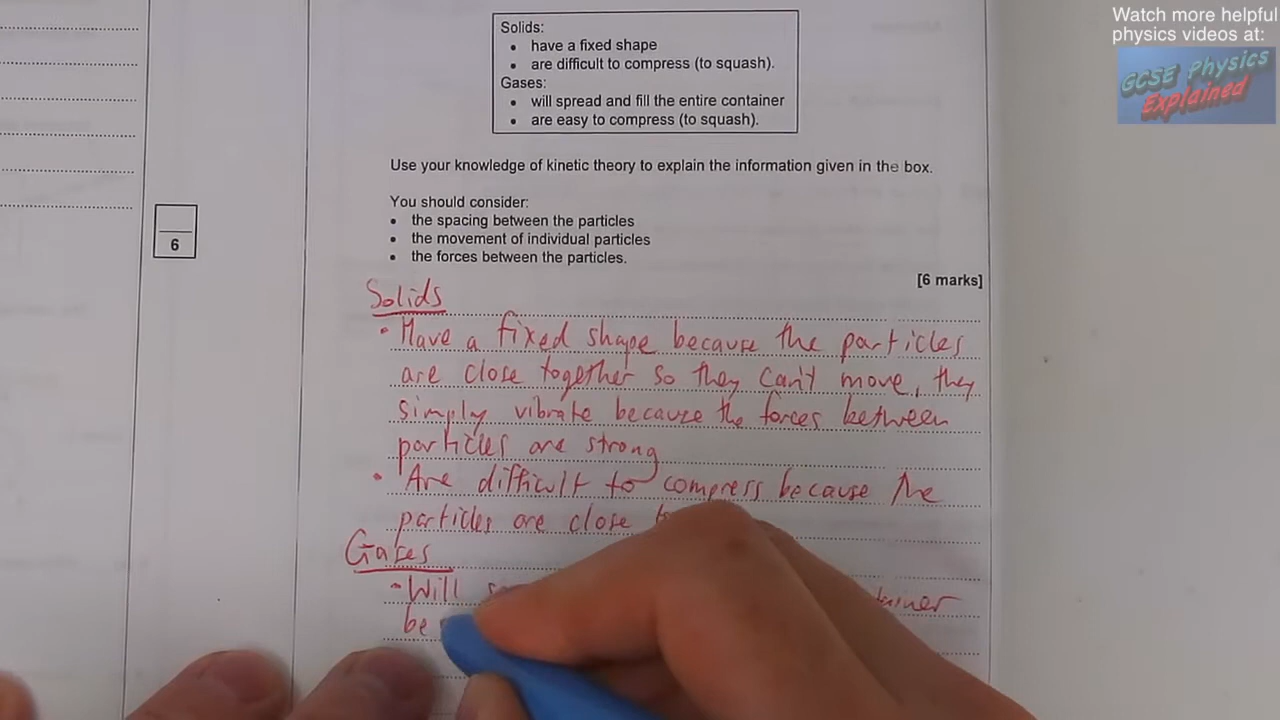 Watch more helpful
physics videos at:
GCSE Physics
Explained
Solids:
• have a fixed shape
• are difficult to compress (to squash).
Gases:
• will spread and fill the entire container
• are easy to compress (to squash).
Use your knowledge of kinetic theory to explain the information given in the box.
You should consider:
• the spacing between the particles
• the movement of individual particles
• the forces between the particles.
6
[6 marks]
Solids
• Have a fixed shape because the particles
are close together so they can't move, they
simply vibrate because the forces between
particles are strong
• Are difficult to compress because the
particles are close
Gases
• Will
be